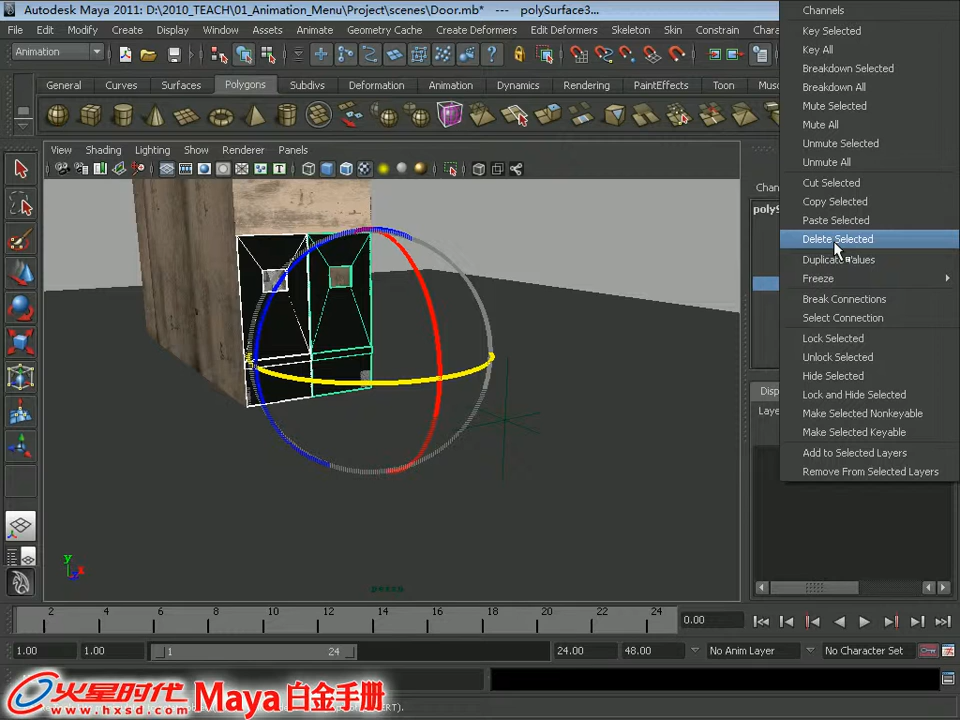 Autodesk Maya 2011: D:\2010_TEACH\01_Animation_Menu\Project\scenes\Door.mb* --- polySurface3...
File Edit Modify Create Display Window Assets Animate Geometry Cache Create Deformers Edit Deformers Skeleton Skin Constrain
Animation
General Curves Surfaces Polygons Subdivs Deformation Animation Dynamics Rendering PaintEffects Toon
View Shading Lighting Show Renderer Panels
Channels
Key Selected
Key All
Breakdown Selected
Breakdown All
Mute Selected
Mute All
Unmute Selected
Unmute All
Cut Selected
Copy Selected
Paste Selected
Delete Selected
Duplicate Values
Freeze
Break Connections
Select Connection
Lock Selected
Unlock Selected
Hide Selected
Lock and Hide Selected
Make Selected Nonkeyable
Make Selected Keyable
Add to Selected Layers
Remove From Selected Layers
y
x
z
persp
2 4 6 8 10 12 14 16 18 20 22 24
0.00
1.00 1.00 1 24 24.00 48.00 No Anim Layer No Character Set
火星时代 Maya白金手册
www.hxsd.com